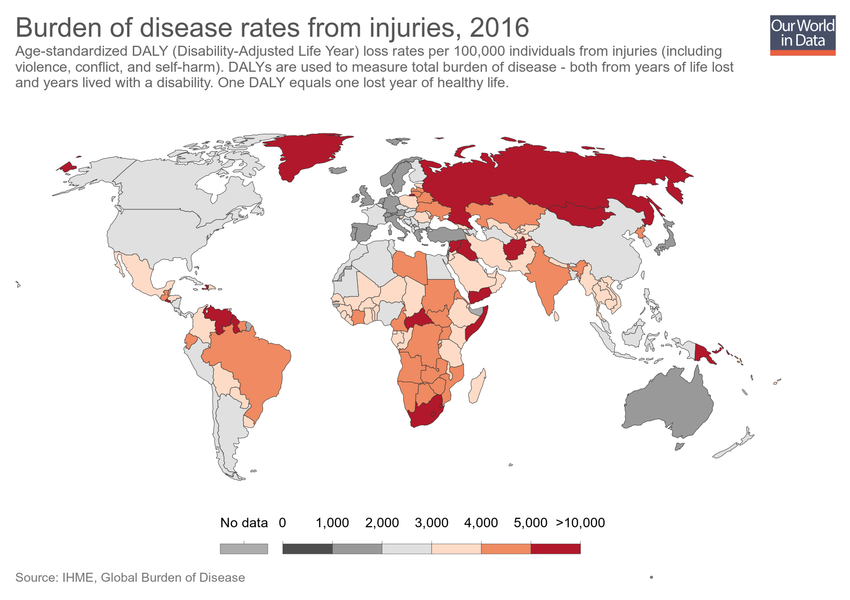 Burden of disease rates from injuries, 2016
Our World
in Data
Age-standardized DALY (Disability-Adjusted Life Year) loss rates per 100,000 individuals from injuries (including
violence, conflict, and self-harm). DALYs are used to measure total burden of disease - both from years of life lost
and years lived with a disability. One DALY equals one lost year of healthy life.
No data 0 1,000 2,000 3,000 4,000 5,000 >10,000
Source: IHME, Global Burden of Disease